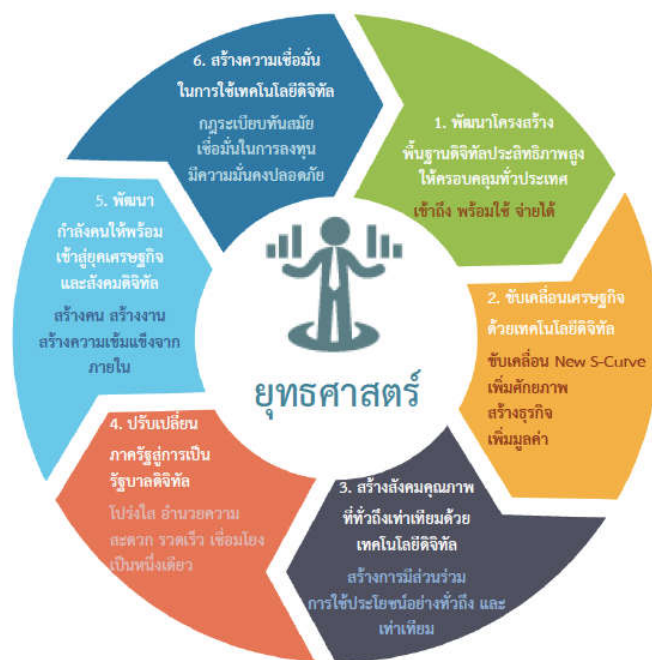 1. พัฒนาโครงสร้าง
พื้นฐานดิจิทัลประสิทธิภาพสูง
ให้ครอบคลุมทั่วประเทศ
เข้าถึง พร้อมใช้ จ่ายได้
2. ขับเคลื่อนเศรษฐกิจ
ด้วยเทคโนโลยีดิจิทัล
ขับเคลื่อน New S-Curve
เพิ่มศักยภาพ
สร้างธุรกิจ
เพิ่มมูลค่า
3. สร้างสังคมคุณภาพ
ที่ทั่วถึงเท่าเทียมด้วย
เทคโนโลยีดิจิทัล
สร้างการมีส่วนร่วม
การใช้ประโยชน์อย่างทั่วถึง และ
เท่าเทียม
4. ปรับเปลี่ยน
ภาครัฐสู่การเป็น
รัฐบาลดิจิทัล
โปร่งใส อำนวยความ
สะดวก รวดเร็ว เชื่อมโยง
เป็นหนึ่งเดียว
5. พัฒนา
กำลังคนให้พร้อม
เข้าสู่ยุคเศรษฐกิจ
และสังคมดิจิทัล
สร้างคน สร้างงาน
สร้างความเข้มแข็งจาก
ภายใน
6. สร้างความเชื่อมั่น
ในการใช้เทคโนโลยีดิจิทัล
กฎระเบียบทันสมัย
เชื่อมั่นในการลงทุน
มีความมั่นคงปลอดภัย
ยุทธศาสตร์